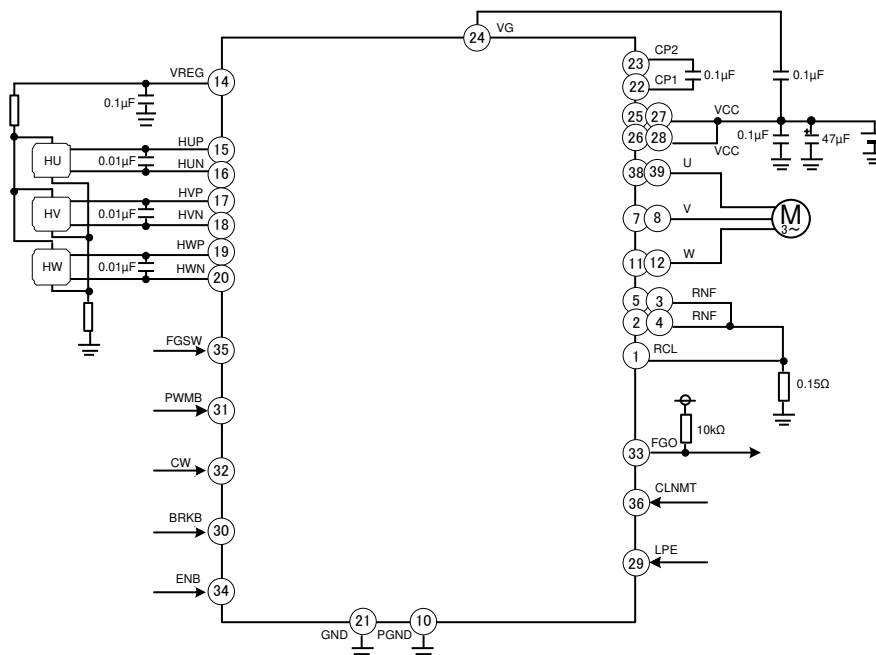 24
VG
VREG
14
0.1µF
HU
HUP
15
0.01µF
HUN
16
HV
HVP
17
0.01µF
HVN
18
HW
HWP
19
0.01µF
HWN
20
FGSW
35
PWMB
31
CW
32
BRKB
30
ENB
34
21
GND
10
PGND
23
CP2
22
CP1
0.1µF
0.1µF
25
27
VCC
26
28
VCC
0.1µF
+
47µF
38
39
U
7
8
V
M
3~
11
12
W
5
3
RNF
2
4
RNF
1
RCL
0.15Ω
10kΩ
33
FGO
36
CLNMT
29
LPE